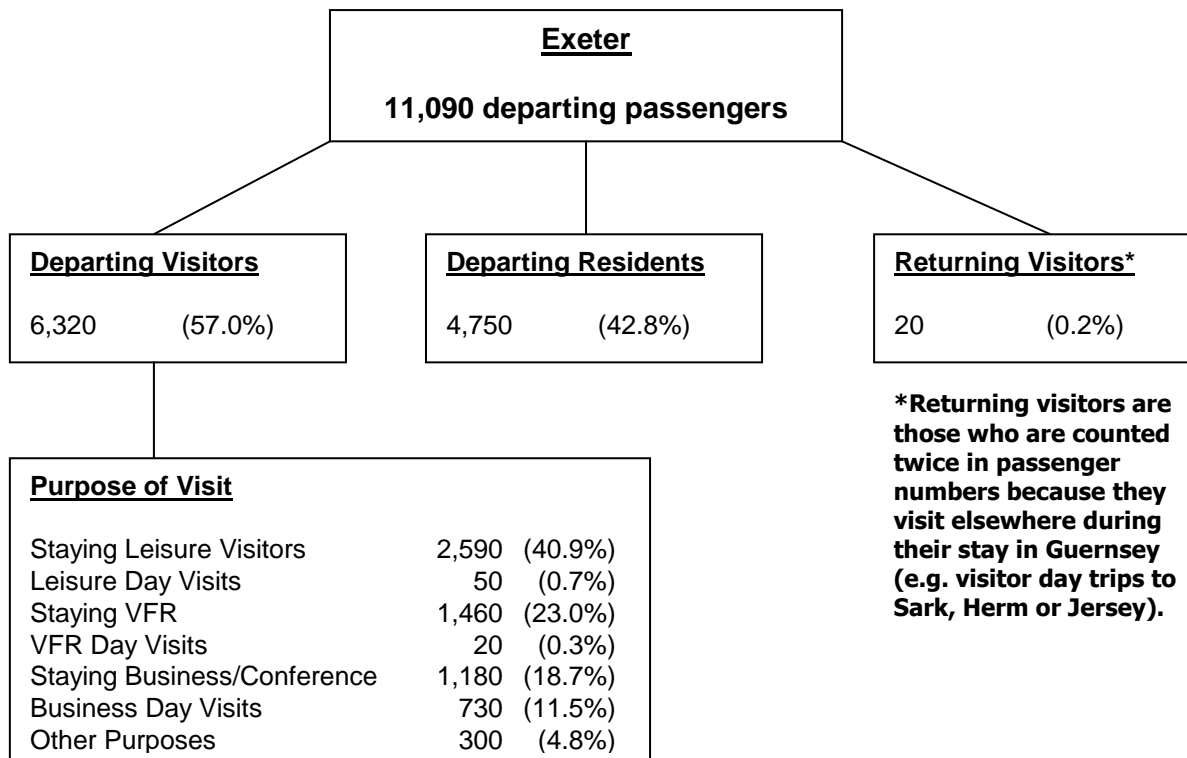 Exeter
11,090 departing passengers
Departing Visitors
6,320 (57.0%)
Departing Residents
4,750 (42.8%)
Returning Visitors*
20 (0.2%)
*Returning visitors are
those who are counted
twice in passenger
numbers because they
visit elsewhere during
their stay in Guernsey
(e.g. visitor day trips to
Sark, Herm or Jersey).
Purpose of Visit
Staying Leisure Visitors 2,590 (40.9%)
Leisure Day Visits 50 (0.7%)
Staying VFR 1,460 (23.0%)
VFR Day Visits 20 (0.3%)
Staying Business/Conference 1,180 (18.7%)
Business Day Visits 730 (11.5%)
Other Purposes 300 (4.8%)